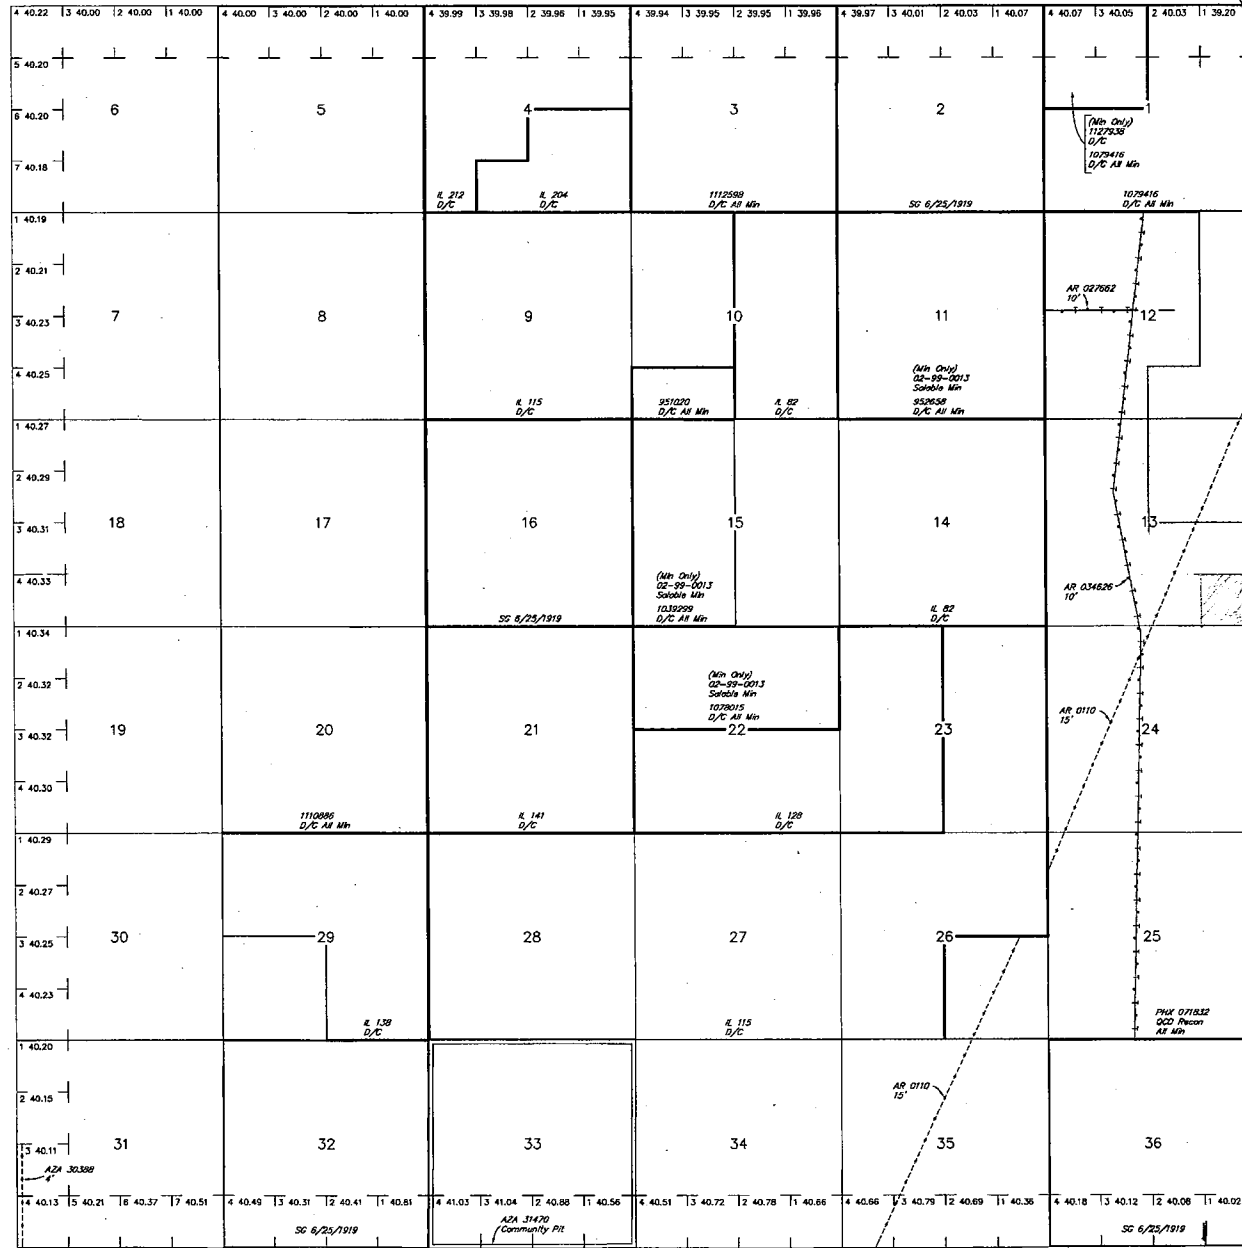 4 40.22 3 40.00 2 40.00 1 40.00 4 40.00 3 40.00 2 40.00 1 40.00 4 39.99 3 39.98 2 39.96 1 39.95 4 39.94 3 39.95 2 39.95 1 39.96 4 39.97 3 40.01 2 40.03 1 40.07 4 40.07 3 40.05 2 40.03 1 39.20
5 40.20
6 40.20
7 40.18
6 5 4 3 2 1
(Min Only)
1127938
D/C
1079416
D/C All Min
IL 212
D/C
IL 204
D/C
1112598
D/C All Min
SG 6/25/1919
1079416
D/C All Min
1 40.19
2 40.21
3 40.23
4 40.25
7 8 9 10 11 12
AR 027662
10'
(Min Only)
02-99-0013
Salable Min
952658
D/C All Min
IL 115
D/C
951020
D/C All Min
IL 82
D/C
1 40.27
2 40.29
3 40.31
4 40.33
18 17 16 15 14 13
(Min Only)
02-99-0013
Salable Min
1039299
D/C All Min
AR 034626
10'
SG 6/25/1919
IL 82
D/C
1 40.34
2 40.32
3 40.32
4 40.30
(Min Only)
02-99-0013
Salable Min
1078015
D/C All Min
AR 0110
15'
19 20 21 22 23 24
1110886
D/C All Min
IL 141
D/C
IL 128
D/C
1 40.29
2 40.27
3 40.25
4 40.23
30 29 28 27 26 25
IL 138
D/C
IL 115
D/C
PHX 071832
QCD Recon
All Min
1 40.20
2 40.15
3 40.11
31 32 33 34 35 36
AR 0110
15'
AZA 30388
4'
4 40.13 5 40.21 6 40.37 7 40.51 4 40.49 3 40.31 2 40.41 1 40.61 4 41.03 3 41.04 2 40.88 1 40.56 4 40.51 3 40.72 2 40.78 1 40.66 4 40.66 3 40.79 2 40.69 1 40.36 4 40.18 3 40.12 2 40.06 1 40.02
SG 6/25/1919
AZA 31470
Community Pit
SG 6/25/1919